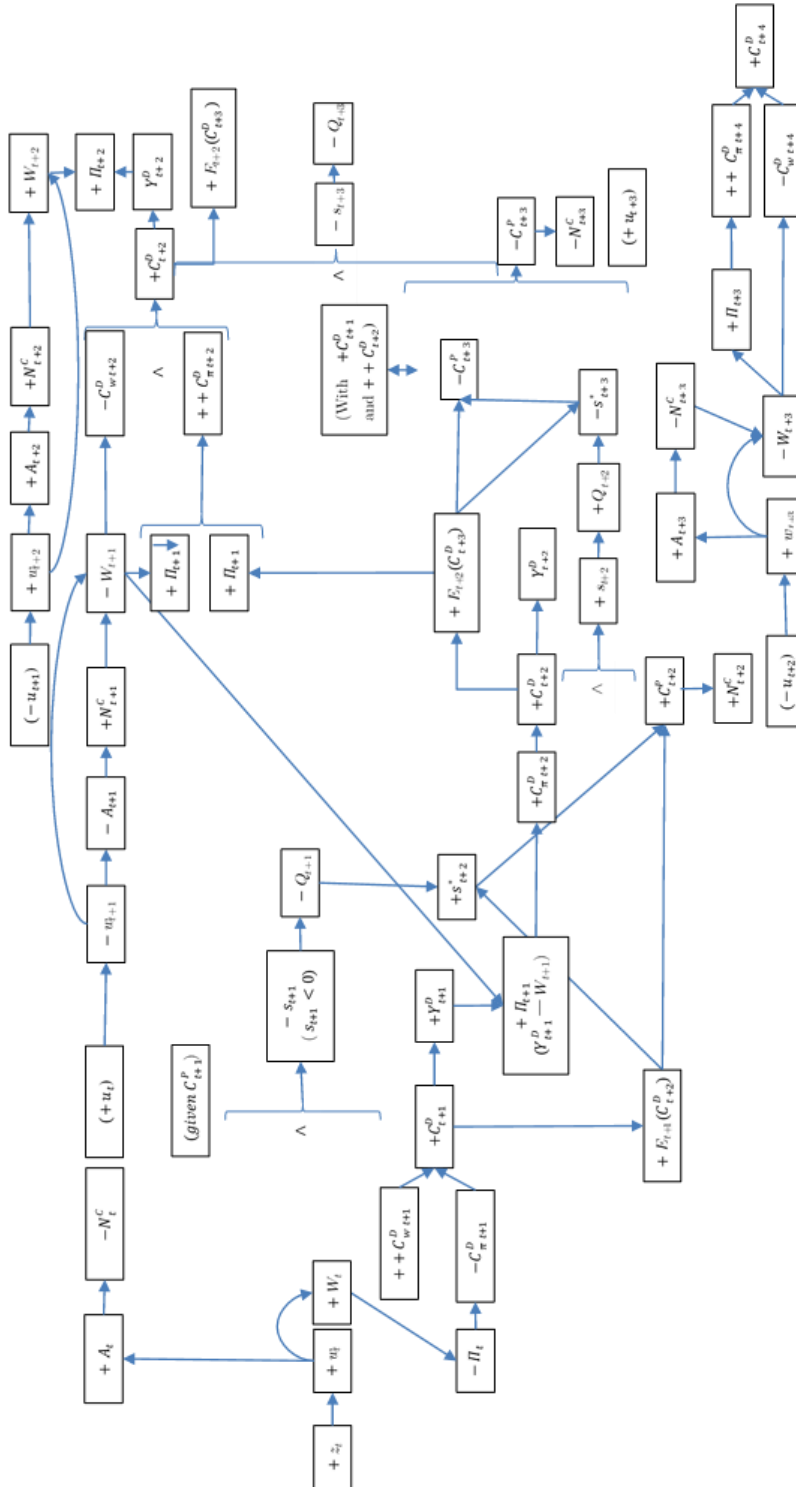 (− u_{t+1})
+ w_{t+2}
+ A_{t+2}
+N^C_{t+2}
+ W_{t+2}
+ A_t
−N^C_t
(+ u_t)
− w_{t+1}
− A_{t+1}
+N^C_{t+1}
− W_{t+1}
−C^D_{w t+2}
+ Π_{t+2}
+ Π_{t+1}
<
+C^D_{t+2}
Y^D_{t+2}
(given C^P_{t+1})
+ Π_{t+1}
+ + C^D_{π t+2}
+ E_{t+2}(C^D_{t+3})
<
− s_{t+1}
( s_{t+1} < 0)
− Q_{t+1}
<
− s_{t+3}
− Q_{t+3}
+ z_t
+ w_t
+ W_t
(With +C^D_{t+1}
and + + C^D_{t+2})
+ + C^D_{w t+1}
+C^D_{t+1}
+Y^D_{t+1}
+s^*_{t+2}
+ E_{t+2}(C^D_{t+3})
−C^P_{t+3}
− Π_t
−C^D_{π t+1}
+ Π_{t+1}
(Y^D_{t+1} − W_{t+1})
+C^D_{π t+2}
+C^D_{t+2}
Y^D_{t+2}
−C^P_{t+3}
−N^C_{t+3}
<
+ s_{t+2}
+Q_{t+2}
−s^*_{t+3}
(+ u_{t+3})
+ E_{t+1}(C^D_{t+2})
+C^P_{t+2}
+N^C_{t+2}
+ A_{t+3}
−N^C_{t+3}
+ Π_{t+3}
+ + C^D_{π t+4}
+C^D_{t+4}
(− u_{t+2})
+ w_{t+3}
− W_{t+3}
−C^D_{w t+4}